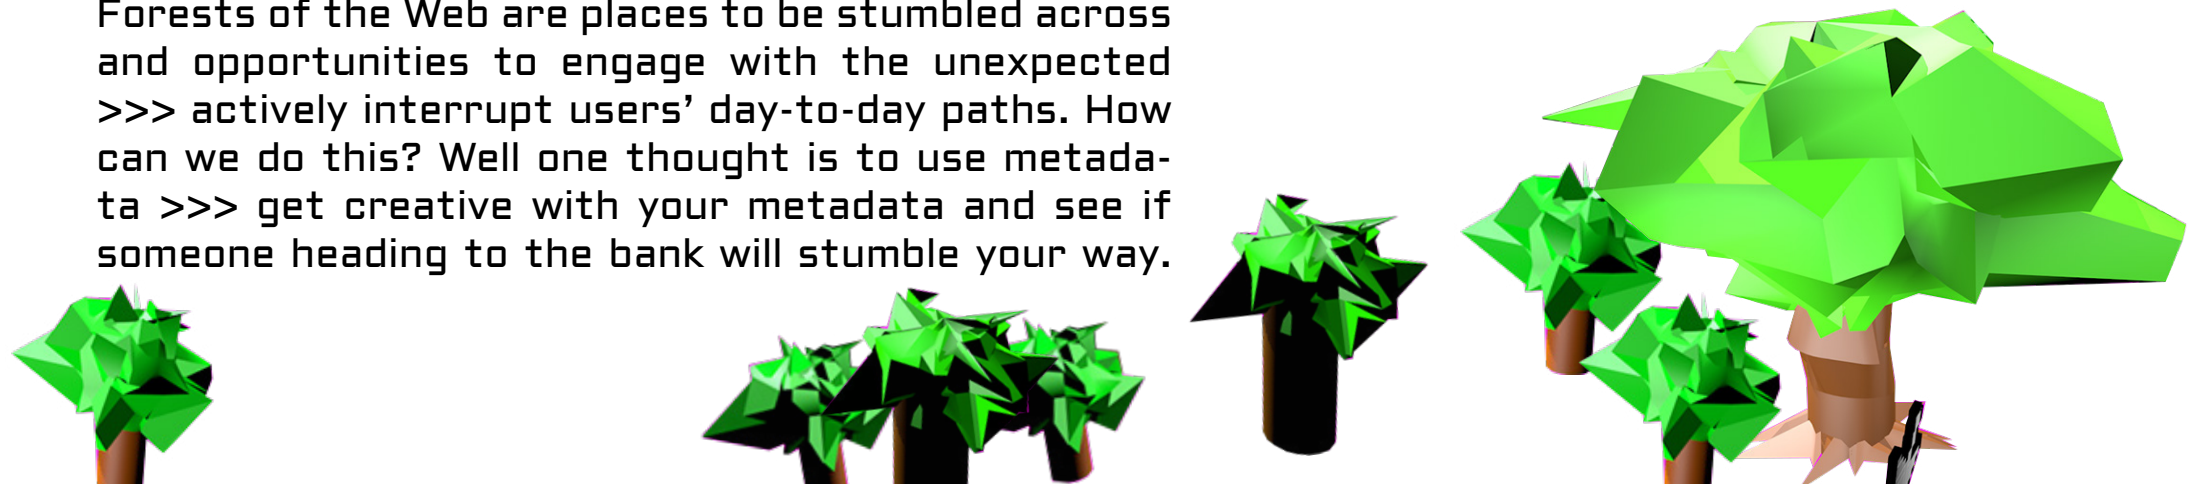 Forests of the Web are places to be stumbled across
and opportunities to engage with the unexpected
>>> actively interrupt users’ day-to-day paths. How
can we do this? Well one thought is to use metada-
ta >>> get creative with your metadata and see if
someone heading to the bank will stumble your way.